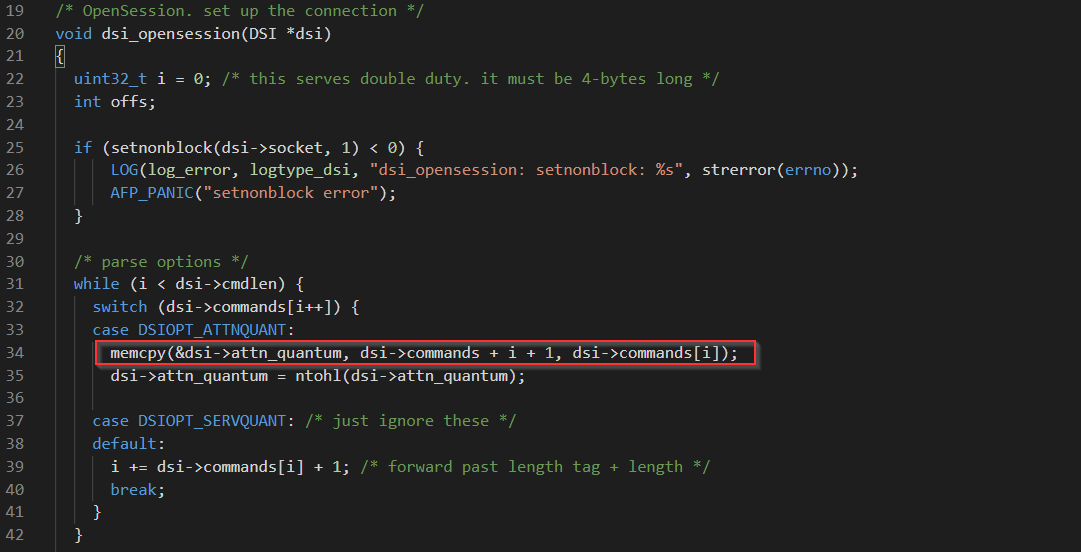 19 /* OpenSession. set up the connection */
20 void dsi_opensession(DSI *dsi)
21 {
22 uint32_t i = 0; /* this serves double duty. it must be 4-bytes long */
23 int offs;
24
25 if (setnonblock(dsi->socket, 1) < 0) {
26 LOG(log_error, logtype_dsi, "dsi_opensession: setnonblock: %s", strerror(errno));
27 AFP_PANIC("setnonblock error");
28 }
29
30 /* parse options */
31 while (i < dsi->cmdlen) {
32 switch (dsi->commands[i++]) {
33 case DSIOPT_ATTNQUANT:
34 memcpy(&dsi->attn_quantum, dsi->commands + i + 1, dsi->commands[i]);
35 dsi->attn_quantum = ntohl(dsi->attn_quantum);
36
37 case DSIOPT_SERVQUANT: /* just ignore these */
38 default:
39 i += dsi->commands[i] + 1; /* forward past length tag + length */
40 break;
41 }
42 }